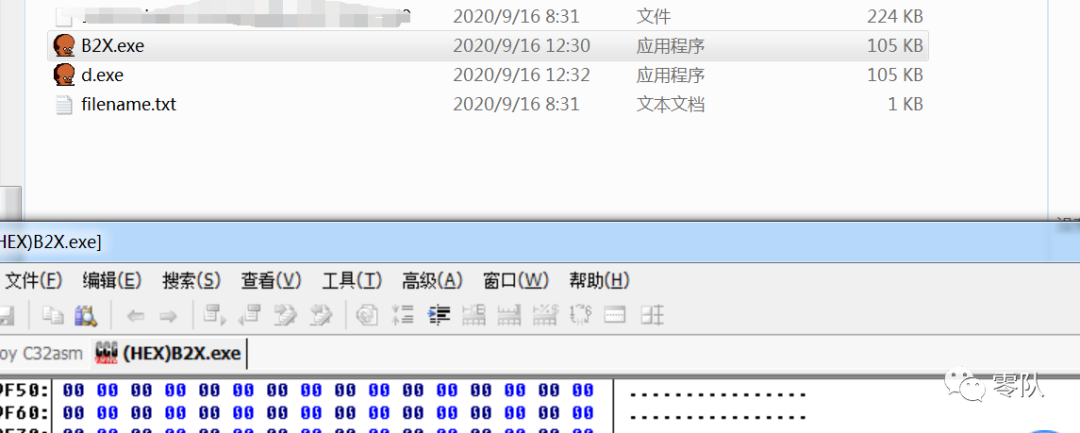 2020/9/16 8:31 文件 224 KB
B2X.exe 2020/9/16 12:30 应用程序 105 KB
d.exe 2020/9/16 12:32 应用程序 105 KB
filename.txt 2020/9/16 8:31 文本文档 1 KB
HEX)B2X.exe]
文件(F) 编辑(E) 搜索(S) 查看(V) 工具(T) 高级(A) 窗口(W) 帮助(H)
oy C32asm (HEX)B2X.exe
9F50: 00 00 00 00 00 00 00 00 00 00 00 00 00 00 00 00 ................
9F60: 00 00 00 00 00 00 00 00 00 00 00 00 00 00 00 00 ................
零队